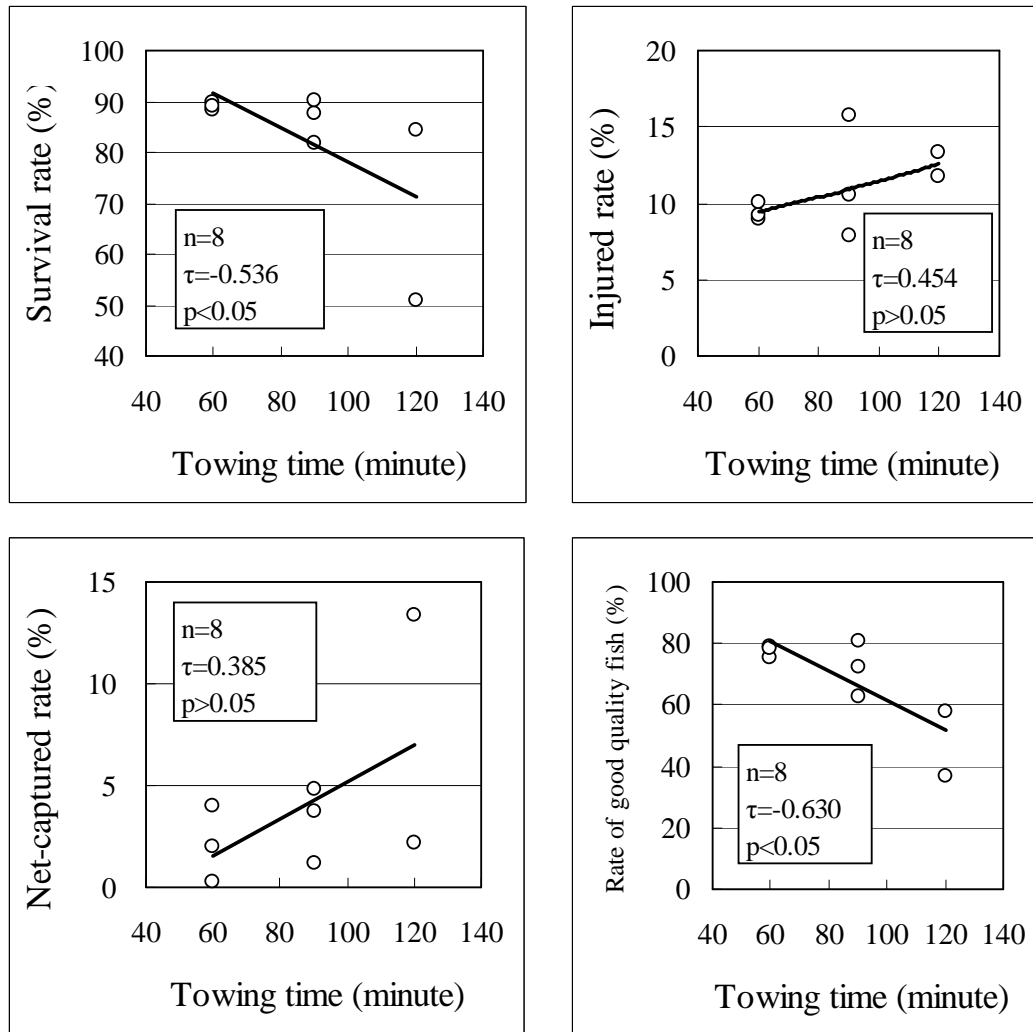 100
90
80
70
60
50
40
Survival rate (%)
n=8
τ=-0.536
p<0.05
40 60 80 100 120 140
Towing time (minute)
20
15
10
5
0
Injured rate (%)
n=8
τ=0.454
p>0.05
40 60 80 100 120 140
Towing time (minute)
15
10
5
0
Net-captured rate (%)
n=8
τ=0.385
p>0.05
40 60 80 100 120 140
Towing time (minute)
100
80
60
40
20
0
Rate of good quality fish (%)
n=8
τ=-0.630
p<0.05
40 60 80 100 120 140
Towing time (minute)